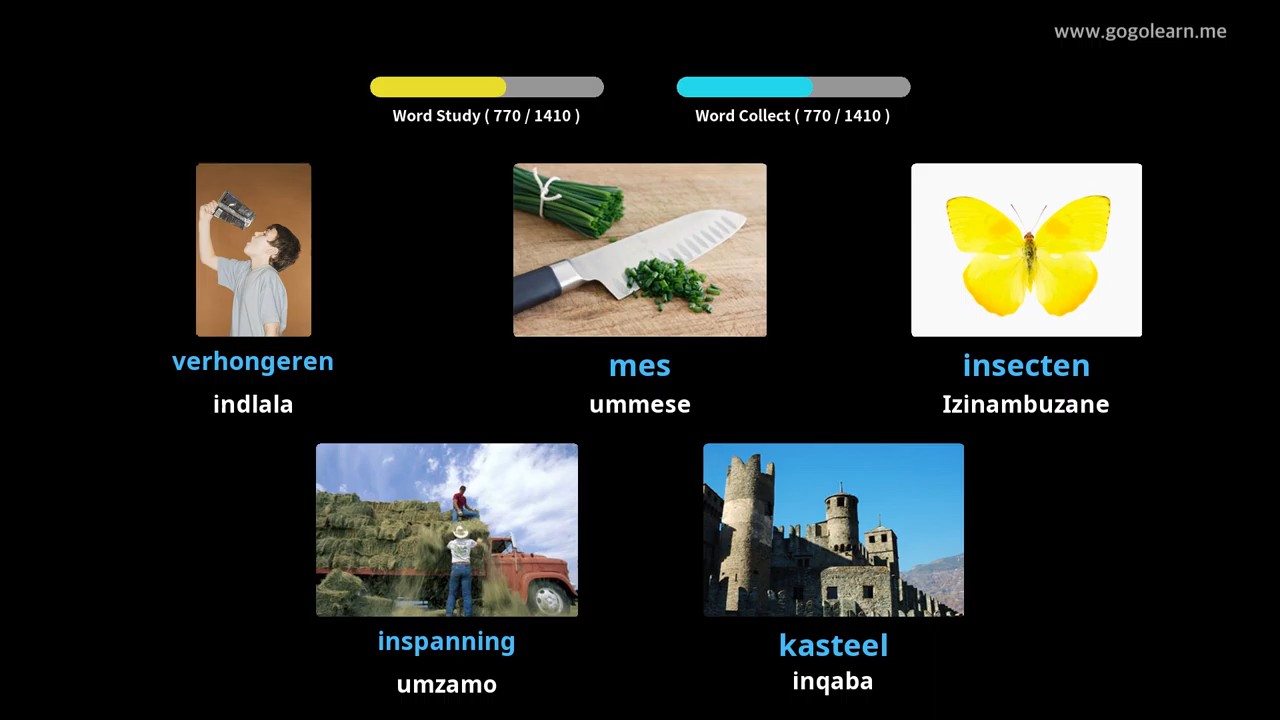 www.gogolearn.me
Word Study ( 770 / 1410 )
Word Collect ( 770 / 1410 )
verhongeren
indlala
mes
ummese
insecten
Izinambuzane
inspanning
umzamo
kasteel
inqaba